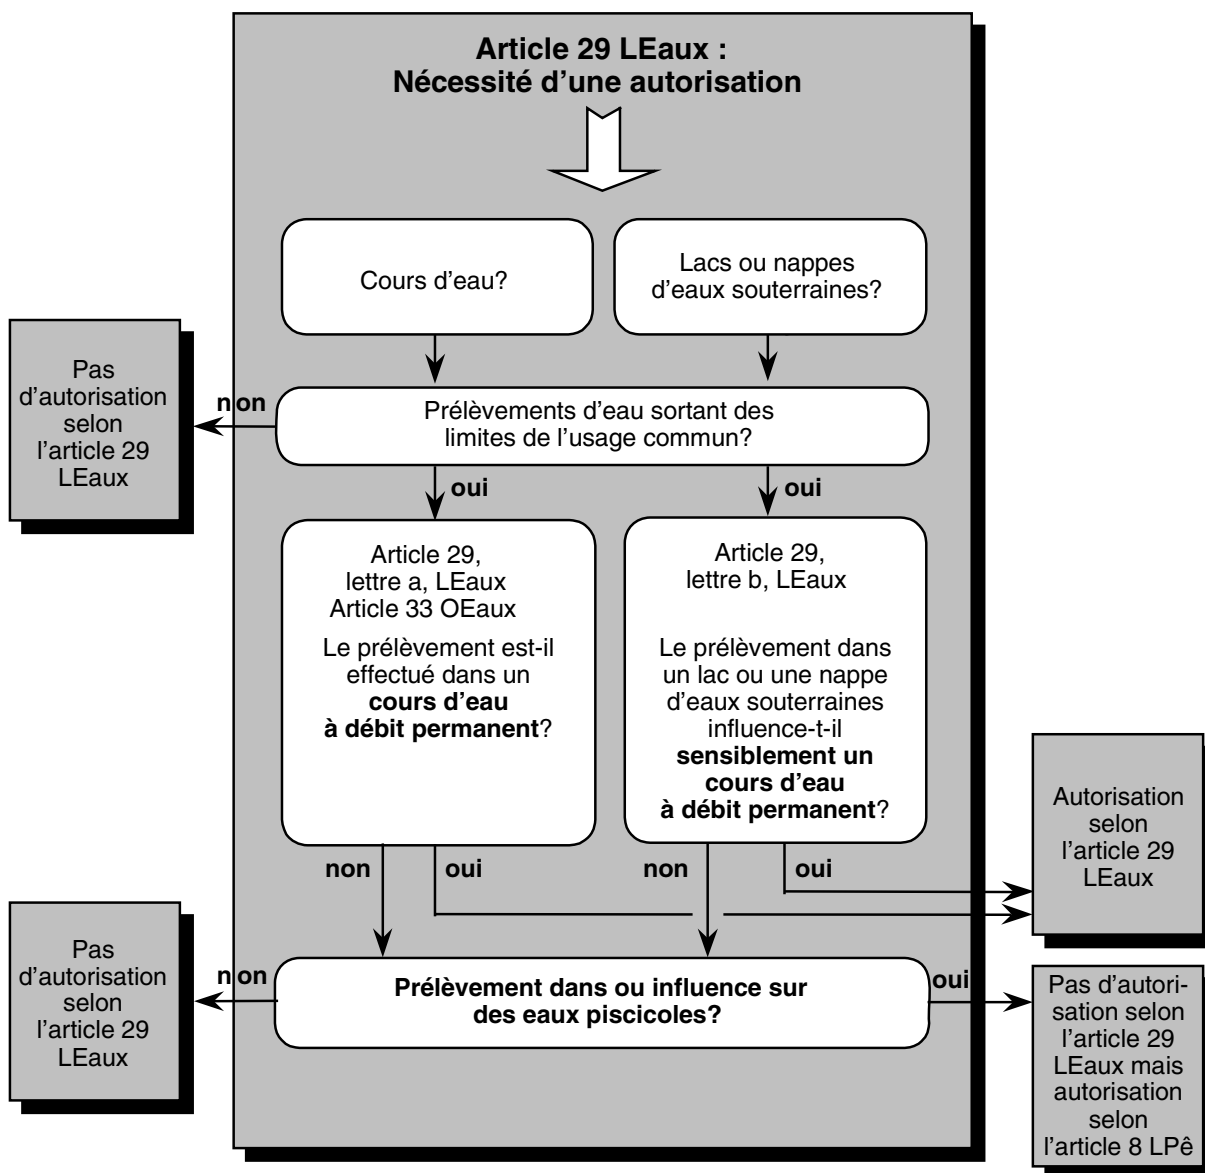 Article 29 LEaux :
Nécessité d'une autorisation
Cours d'eau?
Lacs ou nappes
d'eaux souterraines?
Pas
d'autorisation
selon
l'article 29
LEaux
non
Prélèvements d'eau sortant des
limites de l'usage commun?
oui
oui
Article 29,
lettre a, LEaux
Article 33 OEaux
Le prélèvement est-il
effectué dans un
cours d'eau
à débit permanent?
Article 29,
lettre b, LEaux
Le prélèvement dans
un lac ou une nappe
d'eaux souterraines
influence-t-il
sensiblement un
cours d'eau
à débit permanent?
non
oui
non
oui
Autorisation
selon
l'article 29
LEaux
Pas
d'autorisation
selon
l'article 29
LEaux
non
Prélèvement dans ou influence sur
des eaux piscicoles?
oui
Pas d'autori-
sation selon
l'article 29
LEaux mais
autorisation
selon
l'article 8 LPê